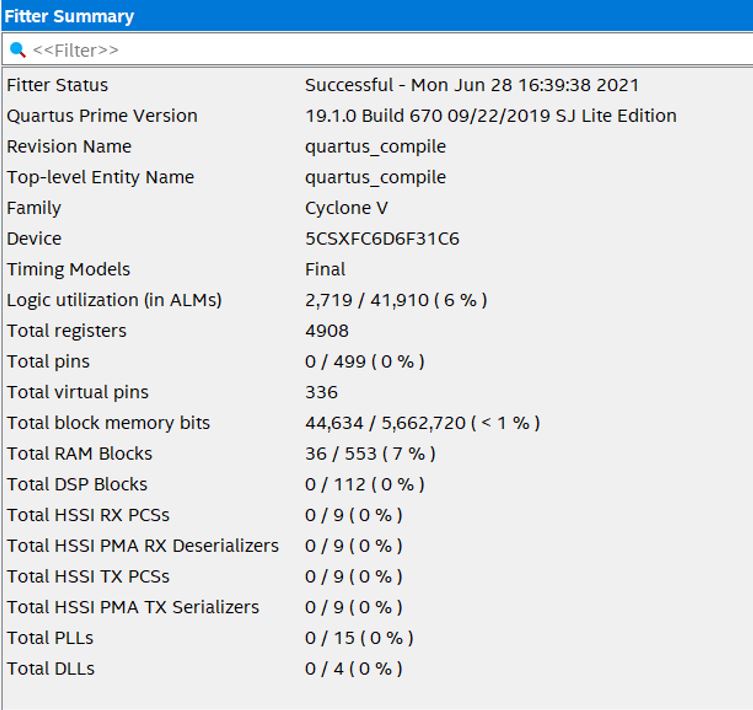 Fitter Summary
<<Filter>>
Fitter Status Successful - Mon Jun 28 16:39:38 2021
Quartus Prime Version 19.1.0 Build 670 09/22/2019 SJ Lite Edition
Revision Name quartus_compile
Top-level Entity Name quartus_compile
Family Cyclone V
Device 5CSXFC6D6F31C6
Timing Models Final
Logic utilization (in ALMs) 2,719 / 41,910 ( 6 % )
Total registers 4908
Total pins 0 / 499 ( 0 % )
Total virtual pins 336
Total block memory bits 44,634 / 5,662,720 ( < 1 % )
Total RAM Blocks 36 / 553 ( 7 % )
Total DSP Blocks 0 / 112 ( 0 % )
Total HSSI RX PCSs 0 / 9 ( 0 % )
Total HSSI PMA RX Deserializers 0 / 9 ( 0 % )
Total HSSI TX PCSs 0 / 9 ( 0 % )
Total HSSI PMA TX Serializers 0 / 9 ( 0 % )
Total PLLs 0 / 15 ( 0 % )
Total DLLs 0 / 4 ( 0 % )